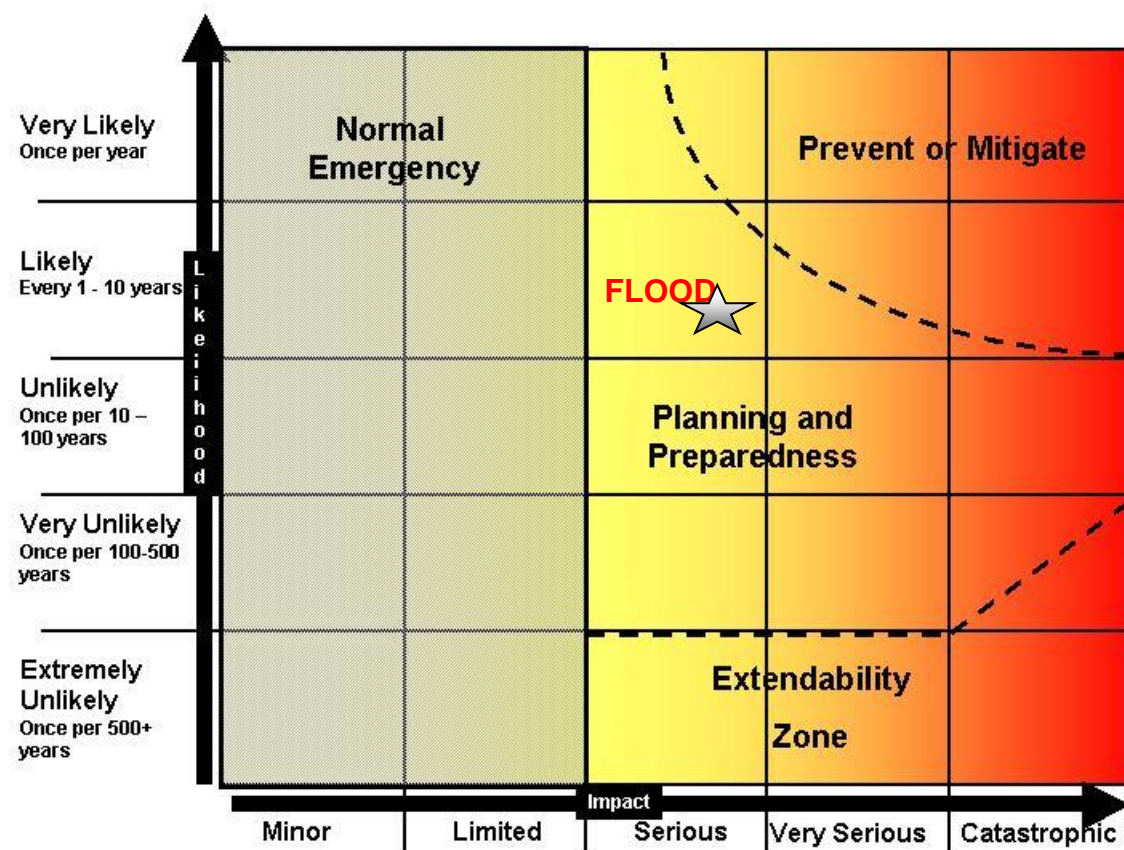 Very Likely
Once per year
Normal
Emergency
Prevent or Mitigate
Likely
Every 1 - 10 years
Likeiihood
FLOOD
Unlikely
Once per 10 –
100 years
Planning and
Preparedness
Very Unlikely
Once per 100-500
years
Extremely
Unlikely
Once per 500+
years
Extendability
Zone
Impact
Minor
Limited
Serious
Very Serious
Catastrophic